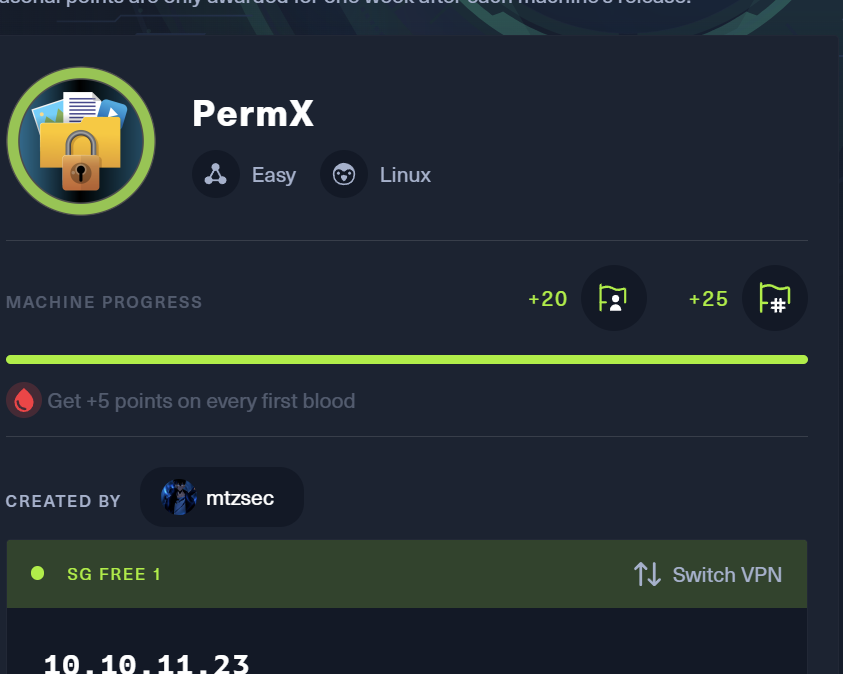 asonal points are only awarded for one week after each machine's release.
PermX
Easy Linux
MACHINE PROGRESS +20 +25
Get +5 points on every first blood
CREATED BY mtzsec
SG FREE 1 Switch VPN
10.10.11.23